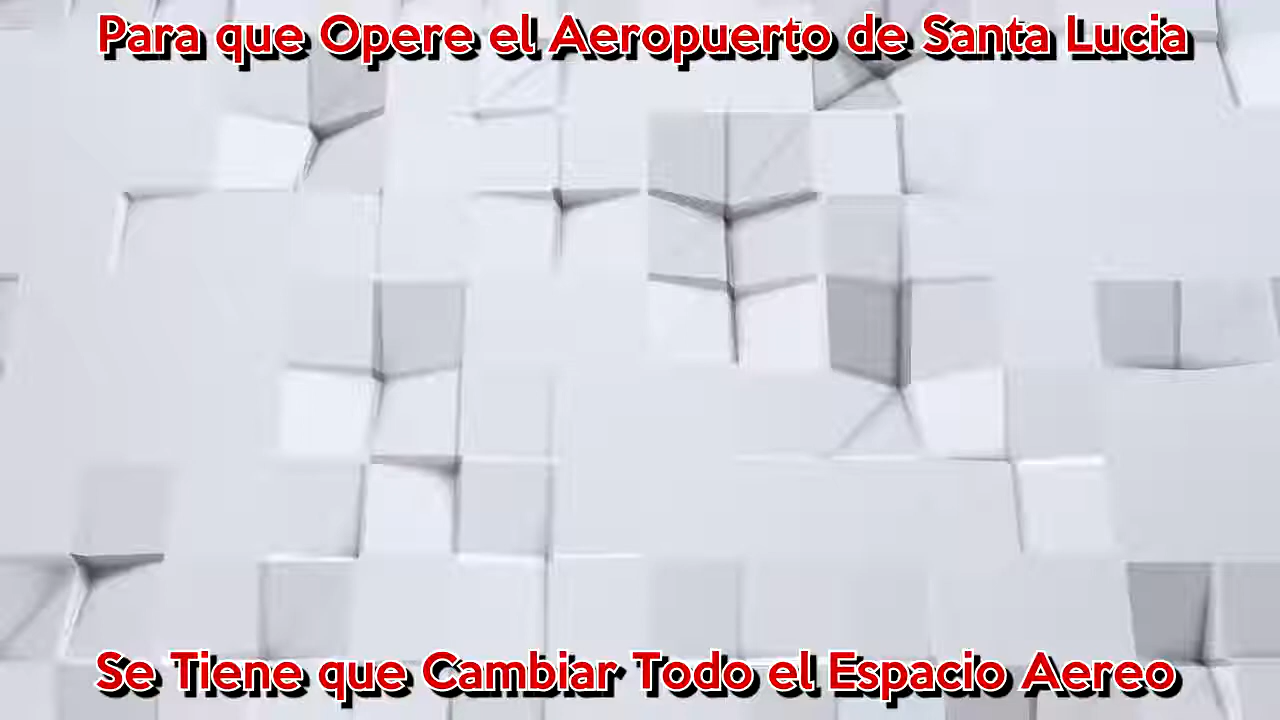 Para que Opere el Aeropuerto de Santa Lucia
Se Tiene que Cambiar Todo el Espacio Aereo